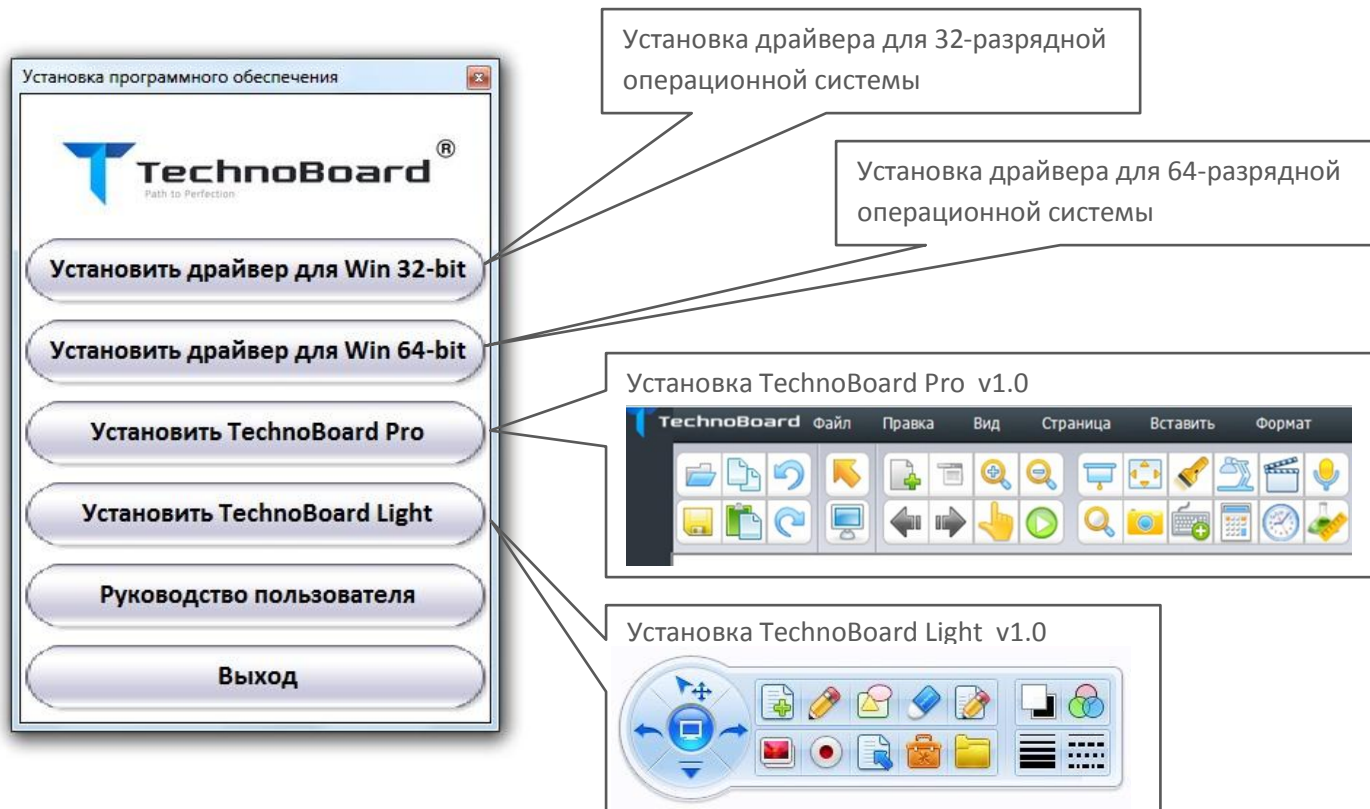 Установка драйвера для 32-разрядной
операционной системы
Установка программного обеспечения
TechnoBoard®
Path to Perfection
Установка драйвера для 64-разрядной
операционной системы
Установить драйвер для Win 32-bit
Установить драйвер для Win 64-bit
Установка TechnoBoard Pro v1.0
TechnoBoard Файл Правка Вид Страница Вставить Формат
Установить TechnoBoard Pro
Установить TechnoBoard Light
Руководство пользователя
Установка TechnoBoard Light v1.0
Выход